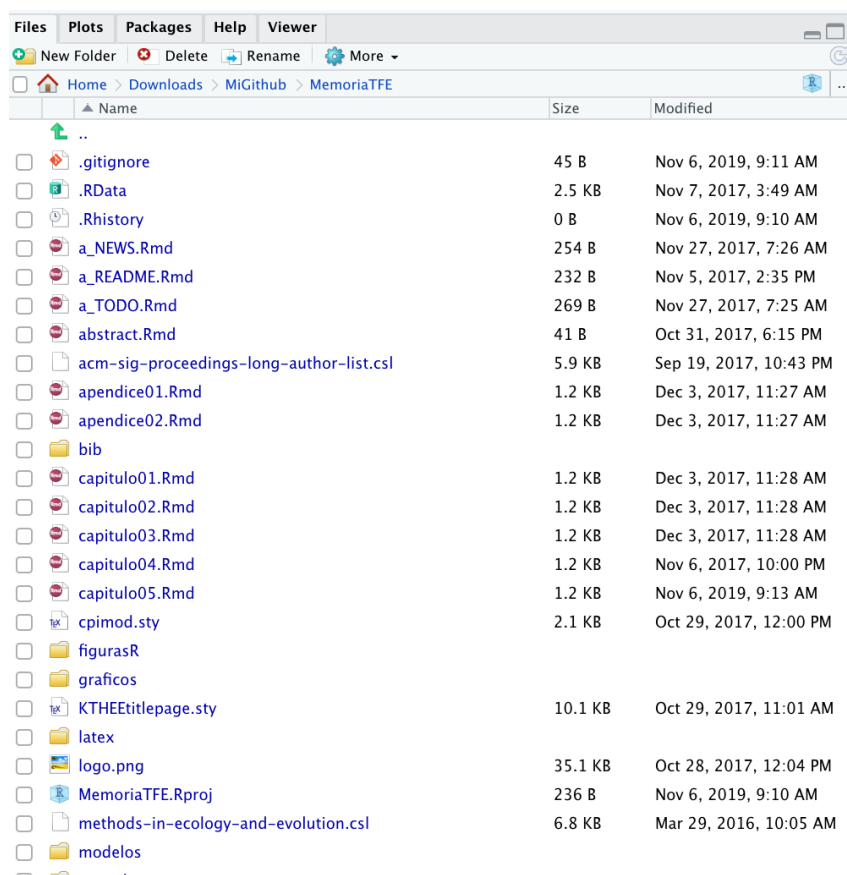 Files Plots Packages Help Viewer
New Folder Delete Rename More
Home > Downloads > MiGithub > MemoriaTFE R ..
Name Size Modified
..
.gitignore 45 B Nov 6, 2019, 9:11 AM
.RData 2.5 KB Nov 7, 2017, 3:49 AM
.Rhistory 0 B Nov 6, 2019, 9:10 AM
a_NEWS.Rmd 254 B Nov 27, 2017, 7:26 AM
a_README.Rmd 232 B Nov 5, 2017, 2:35 PM
a_TODO.Rmd 269 B Nov 27, 2017, 7:25 AM
abstract.Rmd 41 B Oct 31, 2017, 6:15 PM
acm-sig-proceedings-long-author-list.csl 5.9 KB Sep 19, 2017, 10:43 PM
apendice01.Rmd 1.2 KB Dec 3, 2017, 11:27 AM
apendice02.Rmd 1.2 KB Dec 3, 2017, 11:27 AM
bib
capitulo01.Rmd 1.2 KB Dec 3, 2017, 11:28 AM
capitulo02.Rmd 1.2 KB Dec 3, 2017, 11:28 AM
capitulo03.Rmd 1.2 KB Dec 3, 2017, 11:28 AM
capitulo04.Rmd 1.2 KB Nov 6, 2017, 10:00 PM
capitulo05.Rmd 1.2 KB Nov 6, 2019, 9:13 AM
cpimod.sty 2.1 KB Oct 29, 2017, 12:00 PM
figurasR
graficos
KTHEEtitlepage.sty 10.1 KB Oct 29, 2017, 11:01 AM
latex
logo.png 35.1 KB Oct 28, 2017, 12:04 PM
MemoriaTFE.Rproj 236 B Nov 6, 2019, 9:10 AM
methods-in-ecology-and-evolution.csl 6.8 KB Mar 29, 2016, 10:05 AM
modelos